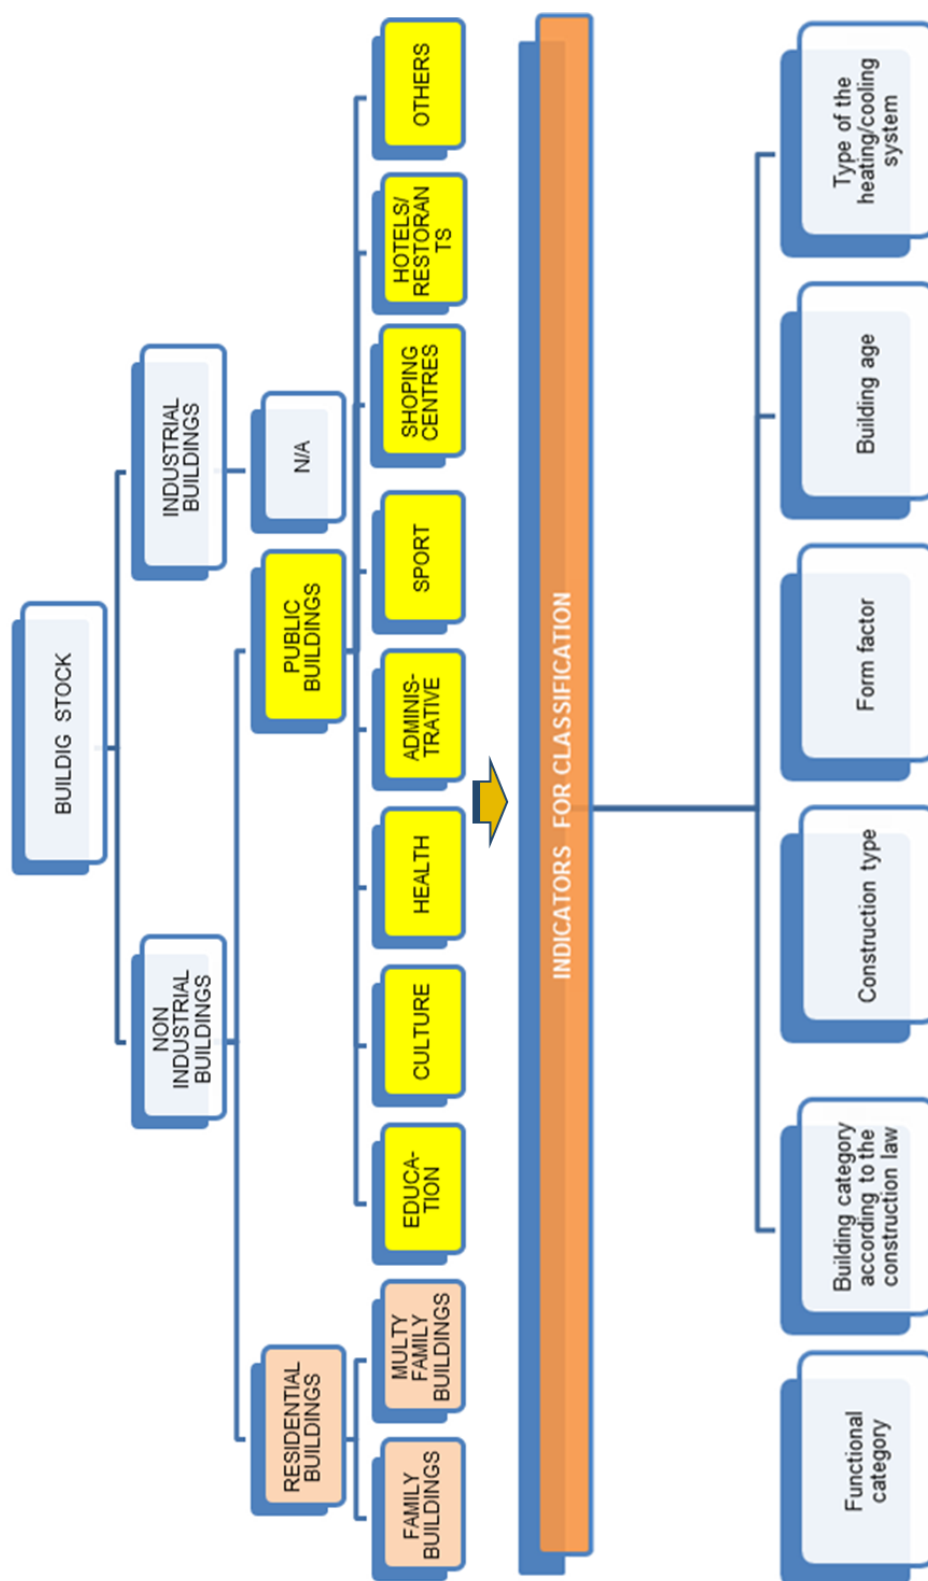 BUILDIG STOCK
NON
INDUSTRIAL
BUILDINGS
INDUSTRIAL
BUILDINGS
RESIDENTIAL
BUILDINGS
PUBLIC
BUILDINGS
N/A
FAMILY
BUILDINGS
MULTY
FAMILY
BUILDINGS
EDUCA-
TION
CULTURE
HEALTH
ADMINIS-
TRATIVE
SPORT
SHOPING
CENTRES
HOTELS/
RESTORAN
TS
OTHERS
INDICATORS FOR CLASSIFICATION
Functional
category
Building category
according to the
construction law
Construction type
Form factor
Building age
Type of the
heating/cooling
system